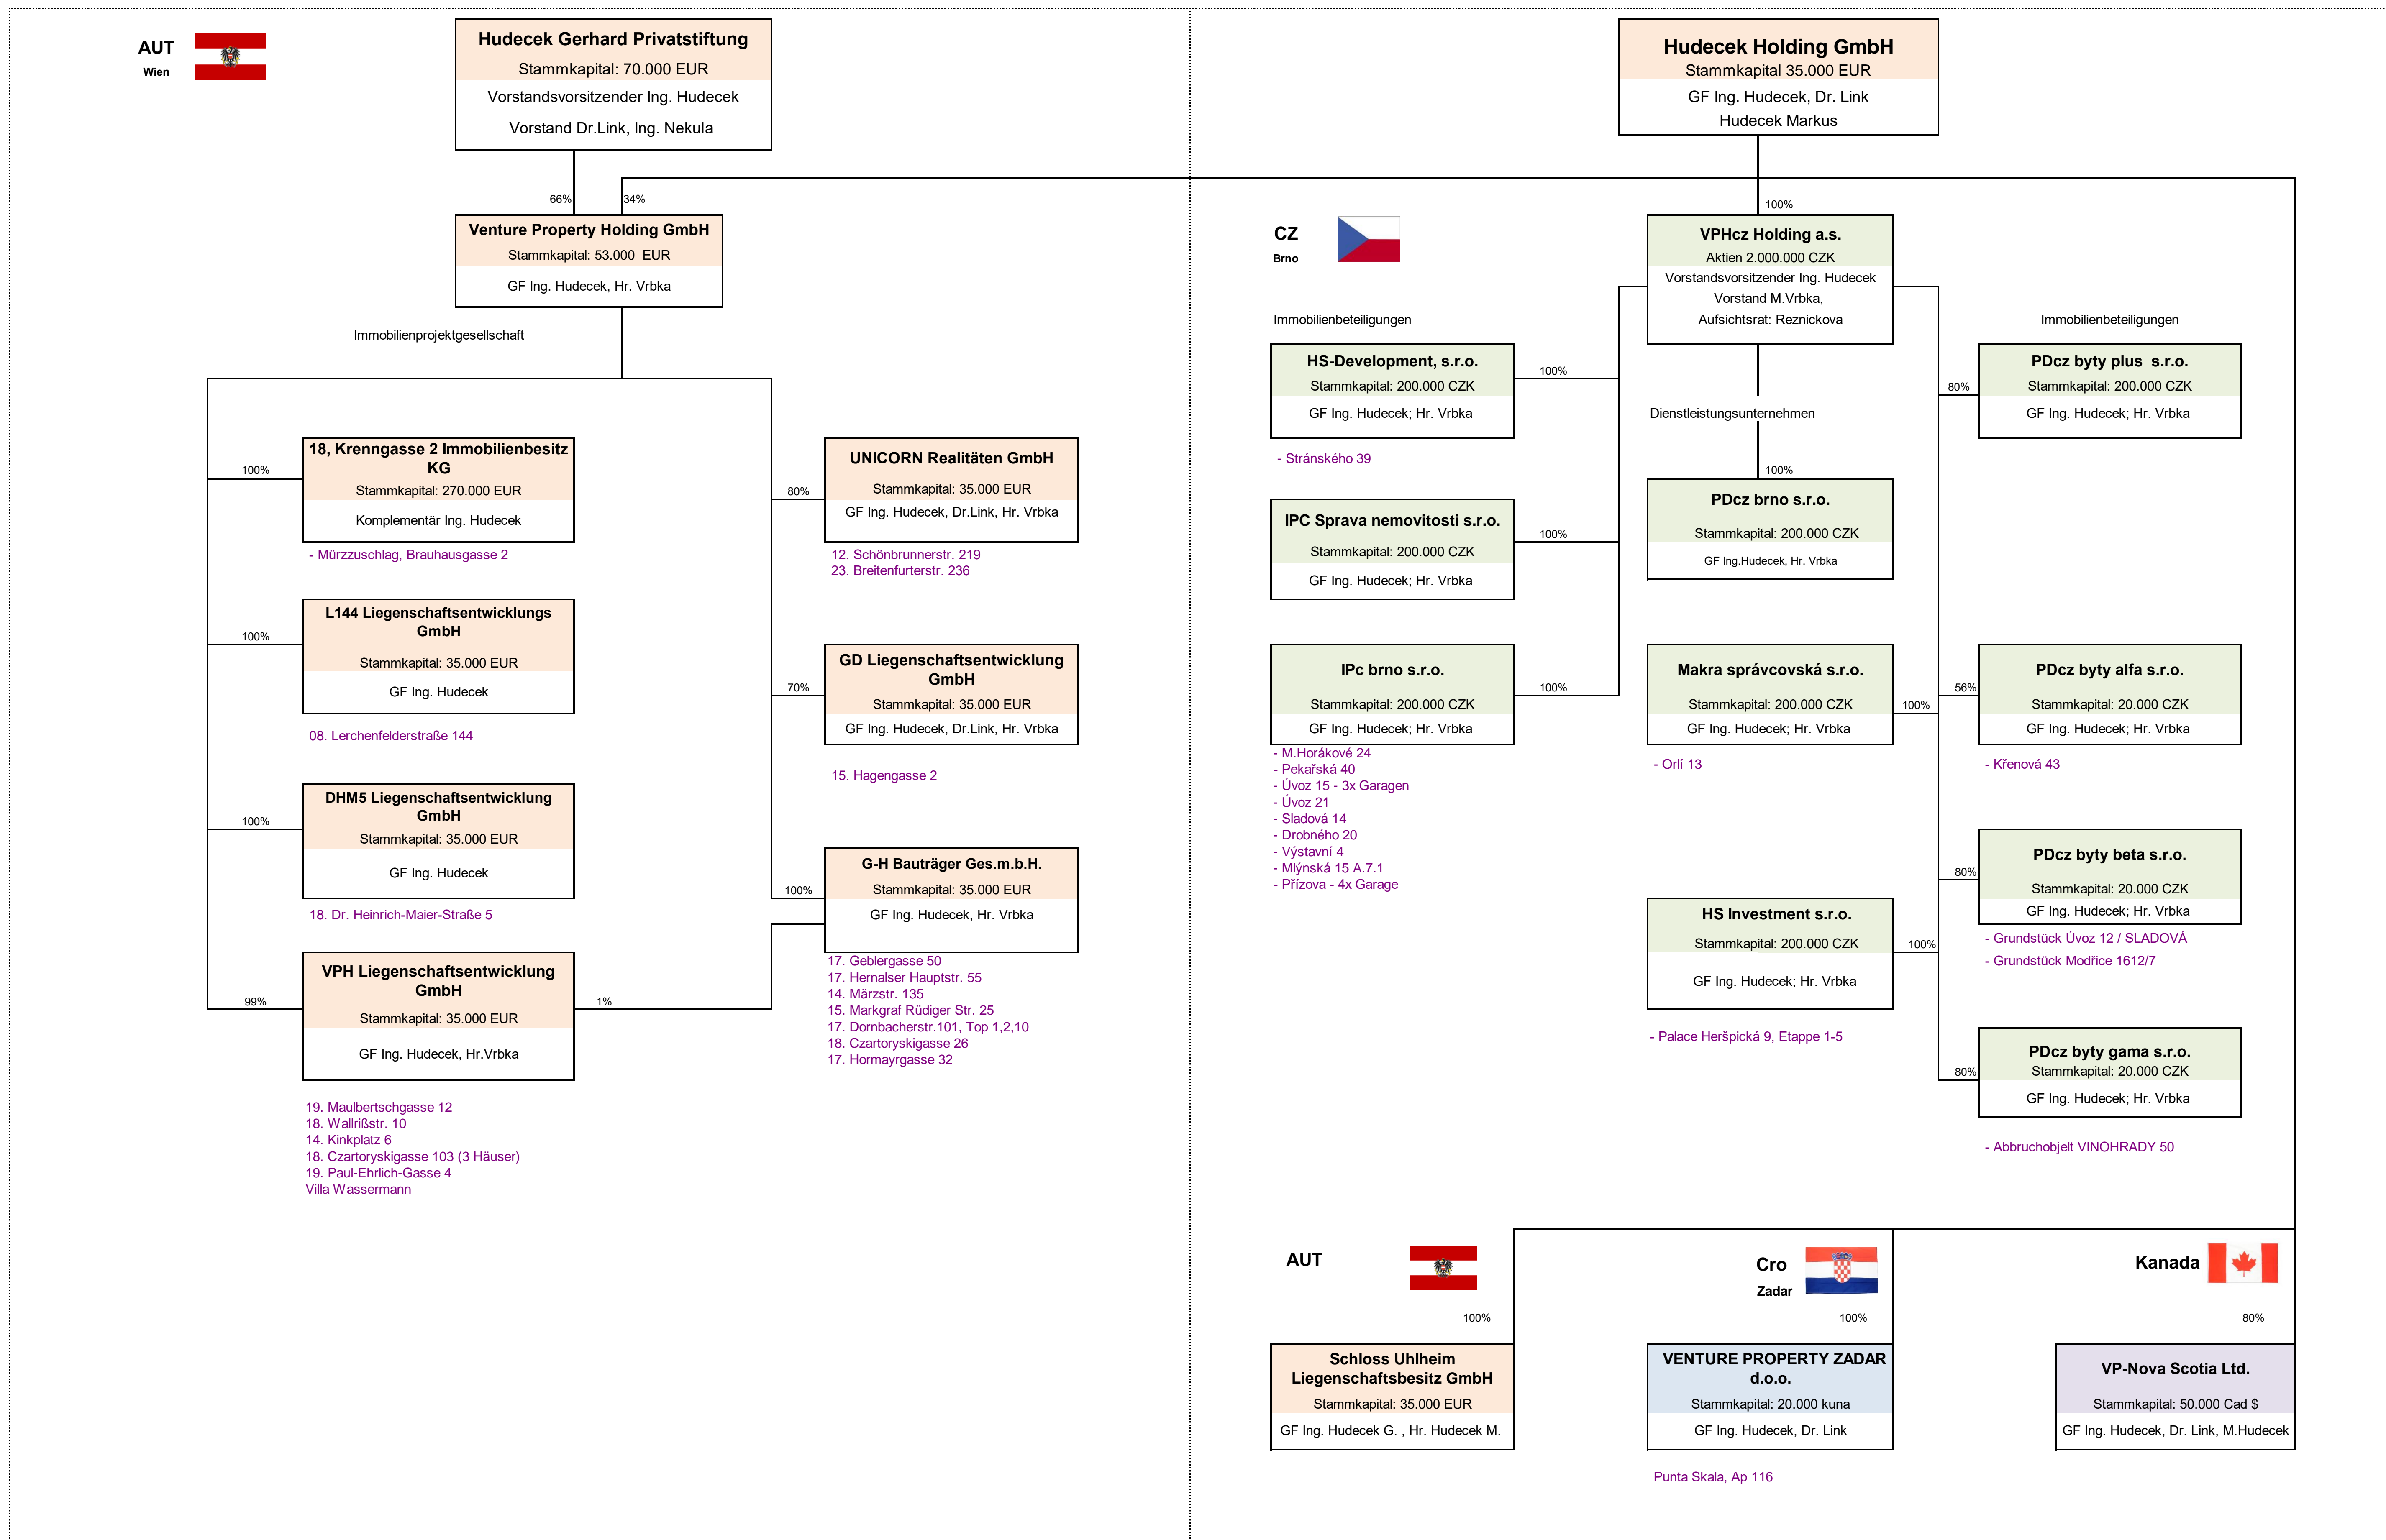 AUT
Wien
Hudecek Gerhard Privatstiftung
Stammkapital: 70.000 EUR
Vorstandsvorsitzender Ing. Hudecek
Vorstand Dr.Link, Ing. Nekula
Hudecek Holding GmbH
Stammkapital 35.000 EUR
GF Ing. Hudecek, Dr. Link
Hudecek Markus
66%
34%
100%
Venture Property Holding GmbH
Stammkapital: 53.000 EUR
GF Ing. Hudecek, Hr. Vrbka
Immobilienprojektgesellschaft
100%
18, Krenngasse 2 Immobilienbesitz
KG
Stammkapital: 270.000 EUR
Komplementär Ing. Hudecek
- Mürzzuschlag, Brauhausgasse 2
100%
L144 Liegenschaftsentwicklungs
GmbH
Stammkapital: 35.000 EUR
GF Ing. Hudecek
08. Lerchenfelderstraße 144
100%
DHM5 Liegenschaftsentwicklung
GmbH
Stammkapital: 35.000 EUR
GF Ing. Hudecek
18. Dr. Heinrich-Maier-Straße 5
99%
VPH Liegenschaftsentwicklung
GmbH
Stammkapital: 35.000 EUR
GF Ing. Hudecek, Hr.Vrbka
1%
19. Maulbertschgasse 12
18. Wallrißstr. 10
14. Kinkplatz 6
18. Czartoryskigasse 103 (3 Häuser)
19. Paul-Ehrlich-Gasse 4
Villa Wassermann
80%
UNICORN Realitäten GmbH
Stammkapital: 35.000 EUR
GF Ing. Hudecek, Dr.Link, Hr. Vrbka
12. Schönbrunnerstr. 219
23. Breitenfurterstr. 236
70%
GD Liegenschaftsentwicklung
GmbH
Stammkapital: 35.000 EUR
GF Ing. Hudecek, Dr.Link, Hr. Vrbka
15. Hagengasse 2
100%
G-H Bauträger Ges.m.b.H.
Stammkapital: 35.000 EUR
GF Ing. Hudecek, Hr. Vrbka
17. Geblergasse 50
17. Hernalser Hauptstr. 55
14. Märzstr. 135
15. Markgraf Rüdiger Str. 25
17. Dornbacherstr.101, Top 1,2,10
18. Czartoryskigasse 26
17. Hormayrgasse 32
CZ
Brno
VPHcz Holding a.s.
Aktien 2.000.000 CZK
Vorstandsvorsitzender Ing. Hudecek
Vorstand M.Vrbka,
Aufsichtsrat: Reznickova
Immobilienbeteiligungen
HS-Development, s.r.o.
Stammkapital: 200.000 CZK
GF Ing. Hudecek; Hr. Vrbka
100%
- Stránského 39
IPC Sprava nemovitosti s.r.o.
Stammkapital: 200.000 CZK
GF Ing. Hudecek; Hr. Vrbka
100%
IPc brno s.r.o.
Stammkapital: 200.000 CZK
GF Ing. Hudecek; Hr. Vrbka
100%
- M.Horákové 24
- Pekařská 40
- Úvoz 15 - 3x Garagen
- Úvoz 21
- Sladová 14
- Drobného 20
- Výstavní 4
- Mlýnská 15 A.7.1
- Přízova - 4x Garage
Dienstleistungsunternehmen
100%
PDcz brno s.r.o.
Stammkapital: 200.000 CZK
GF Ing.Hudecek, Hr. Vrbka
Makra správcovská s.r.o.
Stammkapital: 200.000 CZK
GF Ing. Hudecek; Hr. Vrbka
100%
- Orlí 13
HS Investment s.r.o.
Stammkapital: 200.000 CZK
GF Ing. Hudecek; Hr. Vrbka
100%
- Palace Heršpická 9, Etappe 1-5
Immobilienbeteiligungen
80%
PDcz byty plus s.r.o.
Stammkapital: 200.000 CZK
GF Ing. Hudecek; Hr. Vrbka
56%
PDcz byty alfa s.r.o.
Stammkapital: 20.000 CZK
GF Ing. Hudecek; Hr. Vrbka
- Křenová 43
80%
PDcz byty beta s.r.o.
Stammkapital: 20.000 CZK
GF Ing. Hudecek; Hr. Vrbka
- Grundstück Úvoz 12 / SLADOVÁ
- Grundstück Modřice 1612/7
80%
PDcz byty gama s.r.o.
Stammkapital: 20.000 CZK
GF Ing. Hudecek; Hr. Vrbka
- Abbruchobjelt VINOHRADY 50
AUT
100%
Schloss Uhlheim
Liegenschaftsbesitz GmbH
Stammkapital: 35.000 EUR
GF Ing. Hudecek G. , Hr. Hudecek M.
Cro
Zadar
100%
VENTURE PROPERTY ZADAR
d.o.o.
Stammkapital: 20.000 kuna
GF Ing. Hudecek, Dr. Link
Punta Skala, Ap 116
Kanada
80%
VP-Nova Scotia Ltd.
Stammkapital: 50.000 Cad $
GF Ing. Hudecek, Dr. Link, M.Hudecek